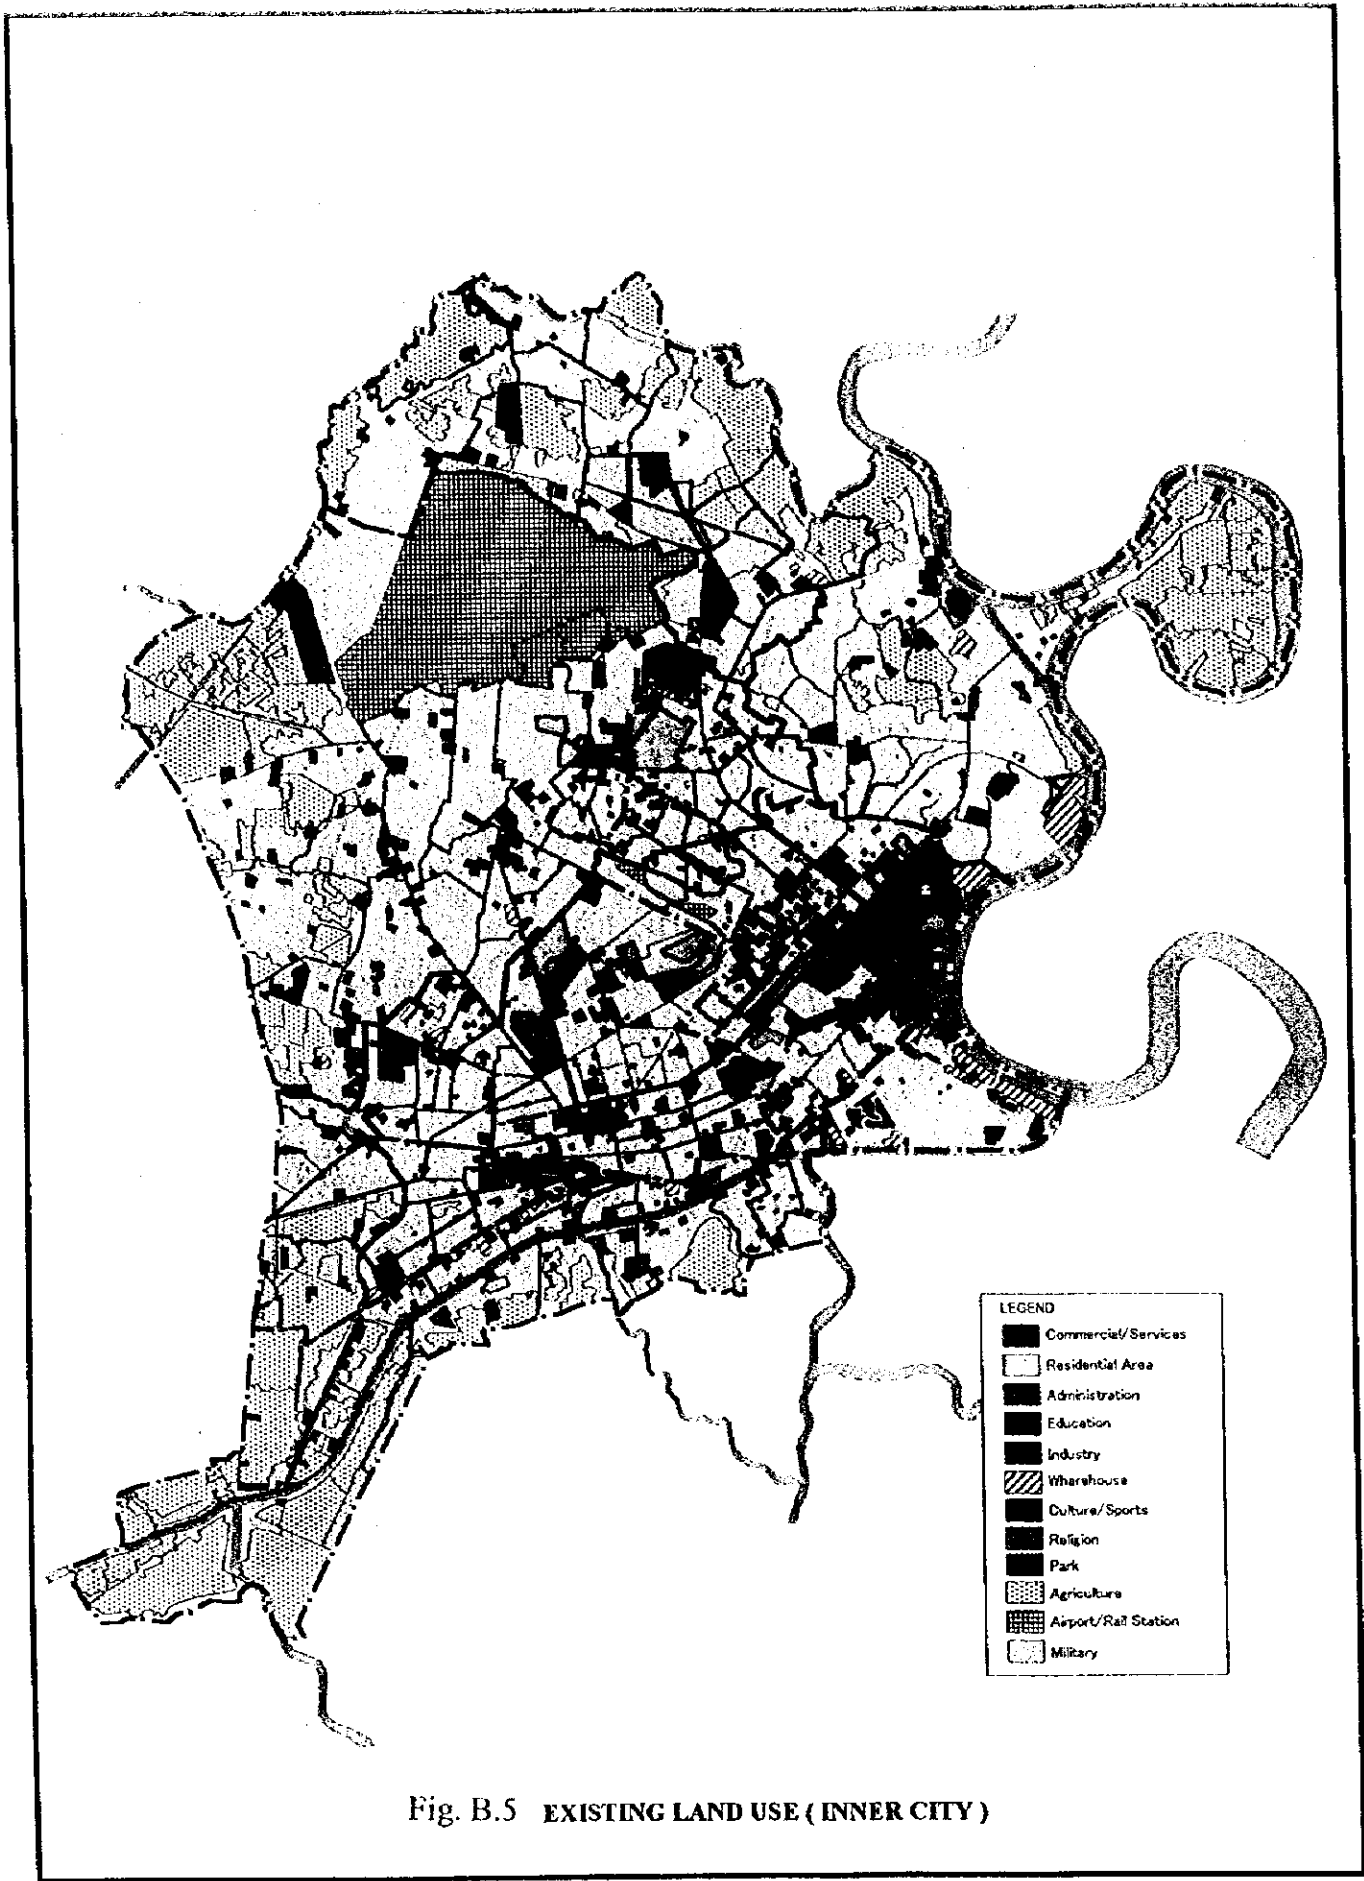 LEGEND
Commercial/Services
Residential Area
Administration
Education
Industry
Wharehouse
Culture/Sports
Religion
Park
Agriculture
Airport/Rail Station
Military
Fig. B.5 EXISTING LAND USE ( INNER CITY )